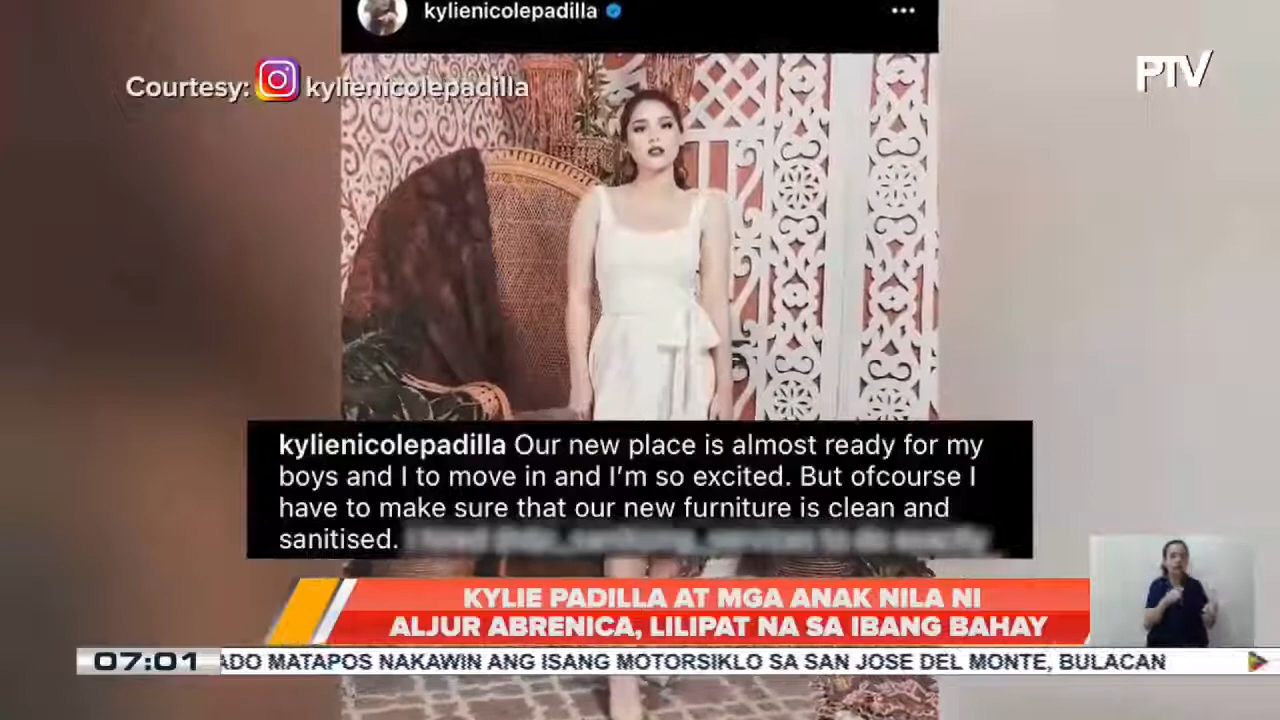 kylienicolepadilla
Courtesy: kylienicolepadilla
PTV
kylienicolepadilla Our new place is almost ready for my
boys and I to move in and I'm so excited. But ofcourse I
have to make sure that our new furniture is clean and
sanitised.
KYLIE PADILLA AT MGA ANAK NILA NI
ALJUR ABRENICA, LILIPAT NA SA IBANG BAHAY
07:01 MATAPOS NAKAWIN ANG ISANG MOTORSIKLO SA SAN JOSE DEL MONTE, BULACAN